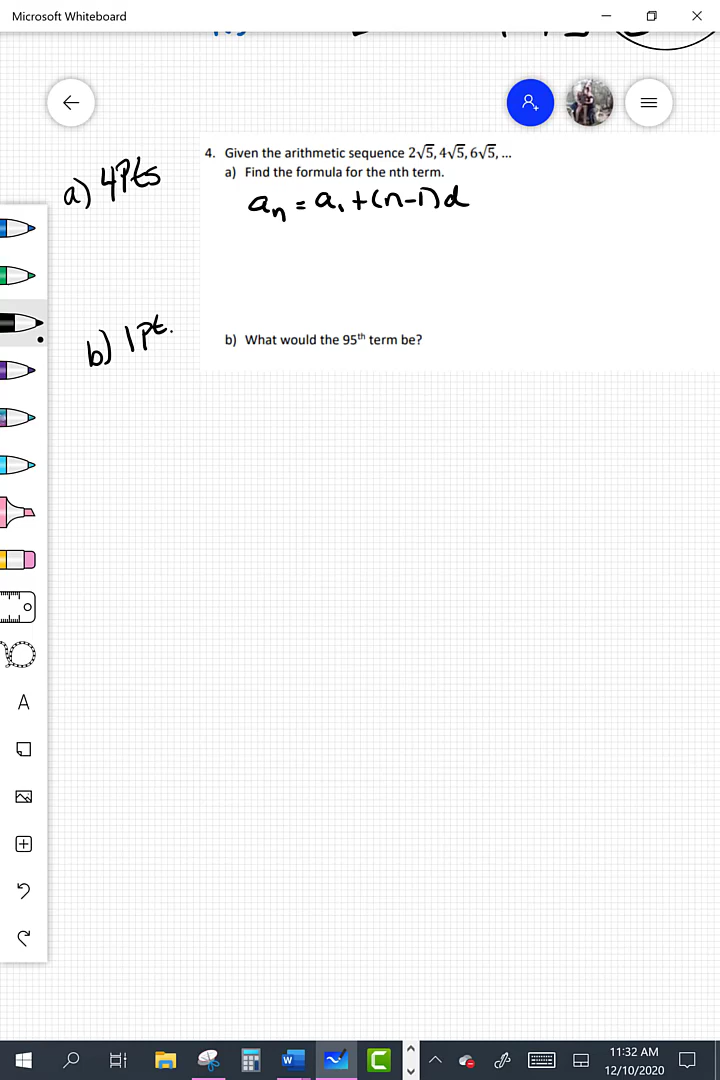 Microsoft Whiteboard
4. Given the arithmetic sequence 2√5, 4√5, 6√5, ...
a) Find the formula for the nth term.
a) 4pts
aₙ = a₁ + (n-1)d
b) 1pt.
b) What would the 95th term be?
A
W
C
11:32 AM
12/10/2020